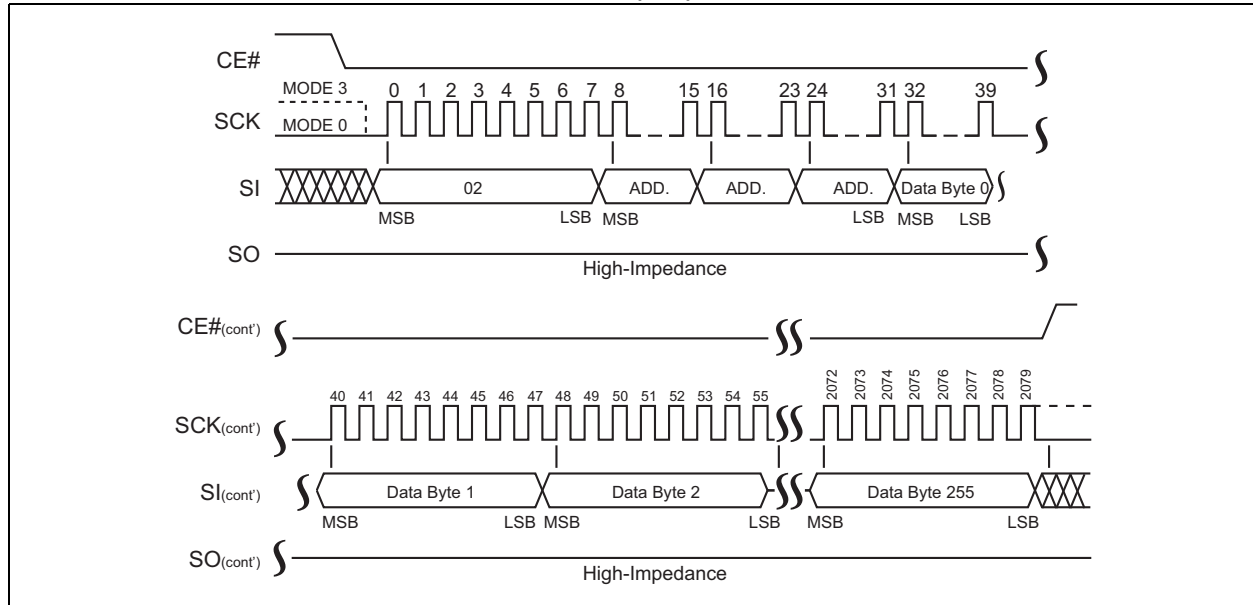 CE#
MODE 3
SCK
MODE 0
0 1 2 3 4 5 6 7 8 15 16 23 24 31 32 39
SI
02 ADD. ADD. ADD. Data Byte 0
MSB LSB MSB LSB MSB LSB
SO
High-Impedance
CE#(cont')
SCK(cont')
40 41 42 43 44 45 46 47 48 49 50 51 52 53 54 55 2072 2073 2074 2075 2076 2077 2078 2079
SI(cont')
Data Byte 1 Data Byte 2 Data Byte 255
MSB LSB MSB LSB MSB LSB
SO(cont')
High-Impedance